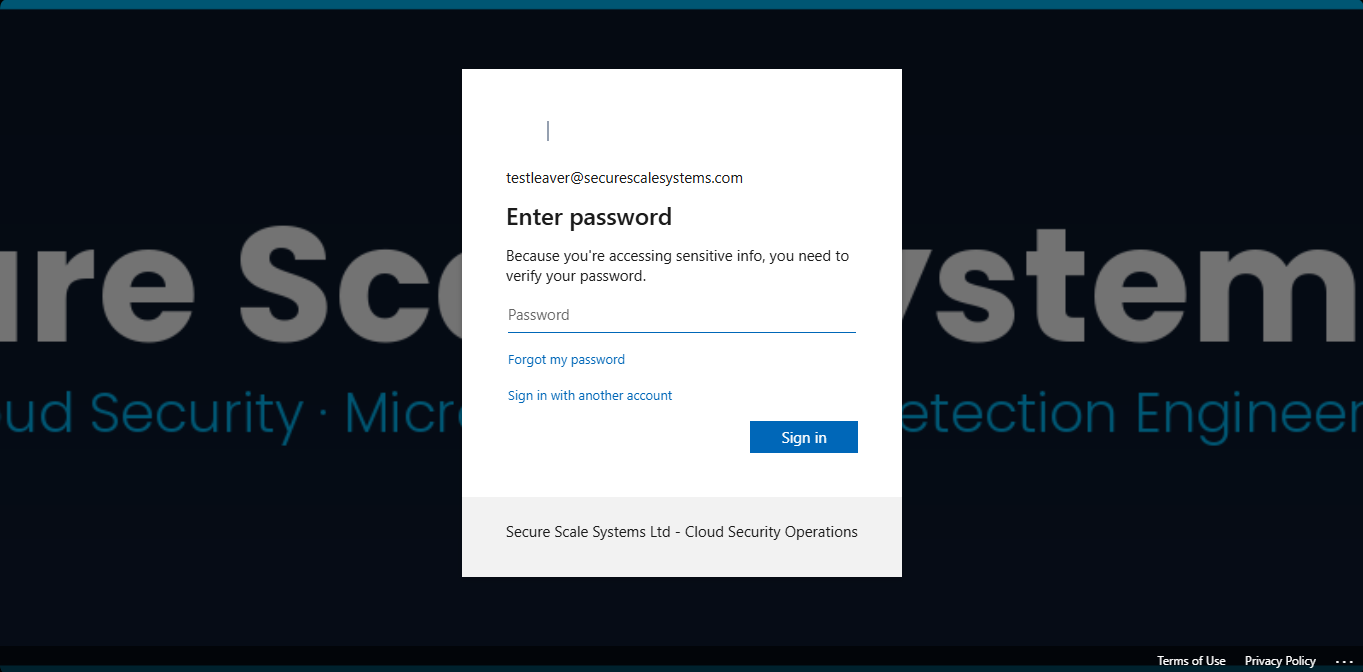 testleaver@securescalesystems.com
Enter password
Because you're accessing sensitive info, you need to
verify your password.
Password
Forgot my password
Sign in with another account
Sign in
Secure Scale Systems Ltd - Cloud Security Operations
Terms of Use
Privacy Policy